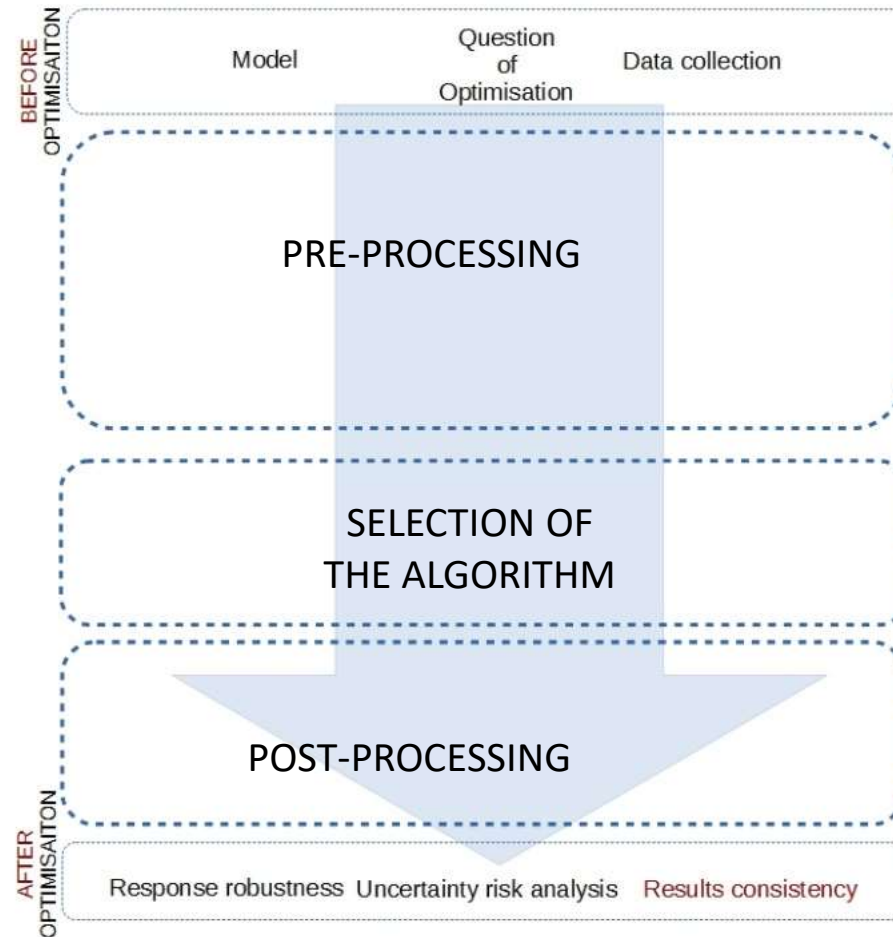 BEFORE
OPTIMISAITON
Model
Question
of
Optimisation
Data collection
PRE-PROCESSING
SELECTION OF
THE ALGORITHM
POST-PROCESSING
AFTER
OPTIMISAITON
Response robustness Uncertainty risk analysis Results consistency